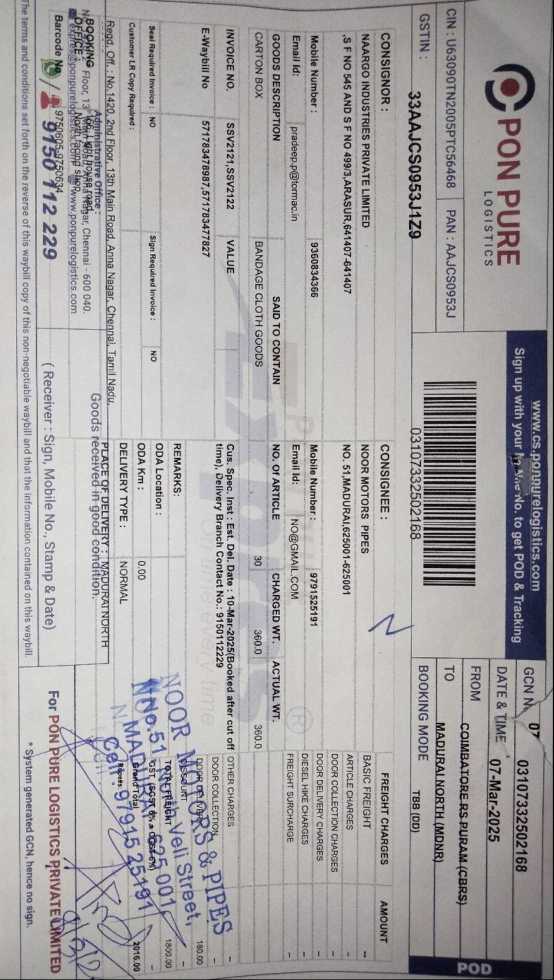 PON PURE
LOGISTICS
www.cs.ponpurelogistics.com
Sign up with your No. to get POD & Tracking
POD
CIN : U63090TN2005PTC56468 PAN : AAJCS0953J
GSTIN : 33AAJCS0953J1Z9
03107332502168
GCN N 07
03107332502168
DATE & TIME 07-Mar-2025
FROM COIMBATORE RS PURAM (CBRS)
TO MADURAI NORTH (MDNR)
BOOKING MODE TBB (DD)
CONSIGNOR :
NAARGO INDUSTRIES PRIVATE LIMITED
,S F NO 545 AND S F NO 499/3,ARASUR,641407-641407
Mobile Number : 9360834366
Email Id: pradeep.p@tormac.in
CONSIGNEE :
NOOR MOTORS PIPES
NO. 51,MADURAI,625001-625001
Mobile Number : 9791525191
Email Id: NO@GMAIL.COM
GOODS DESCRIPTION SAID TO CONTAIN NO. OF ARTICLE CHARGED WT. ACTUAL WT.
CARTON BOX BANDAGE CLOTH GOODS 30 360.0 360.0
INVOICE NO. SSV2121,SSV2122 VALUE
E-Waybill No 571783478987,571783477827
Cus. Spec. Inst : Est. Del. Date : 10-Mar-2025(Booked after cut off
time), Delivery Branch Contact No.: 9150112229
Seal Required Invoice : NO Sign Required Invoice : NO
Customer LR Copy Required :
REMARKS:
ODA Location :
ODA Km : 0.00
DELIVERY TYPE : NORMAL
PLACE OF DELIVERY : MADURAI NORTH
FREIGHT CHARGES AMOUNT
BASIC FREIGHT --
ARTICLE CHARGES -
DOOR COLLECTION CHARGES -
DOOR DELIVERY CHARGES -
DIESEL HIKE CHARGES -
FREIGHT SURCHARGE -
OTHER CHARGES -
DOOR COLLECTION -
180.00
1800.00
Grand Total 2016.00
NOOR MOTORS & PIPES
No.51 Veli Street,
MADURAI - 625 001
Cell: 97915 25191
Administrative Office :
Regd. Off. : No.1420, 2nd Floor, 13th Main Road, Anna Nagar, Chennai, Tamil Nadu.
BOOKING
OFFICE :
Barcode No 9750605-9750634
9150 112 229
www.ponpurelogistics.com
Goods received in good condition.
( Receiver : Sign, Mobile No., Stamp & Date)
For PON PURE LOGISTICS PRIVATE LIMITED
* System generated GCN, hence no sign.
The terms and conditions set forth on the reverse of this waybill copy of this non-negotiable waybill and that the information contained on this waybill.